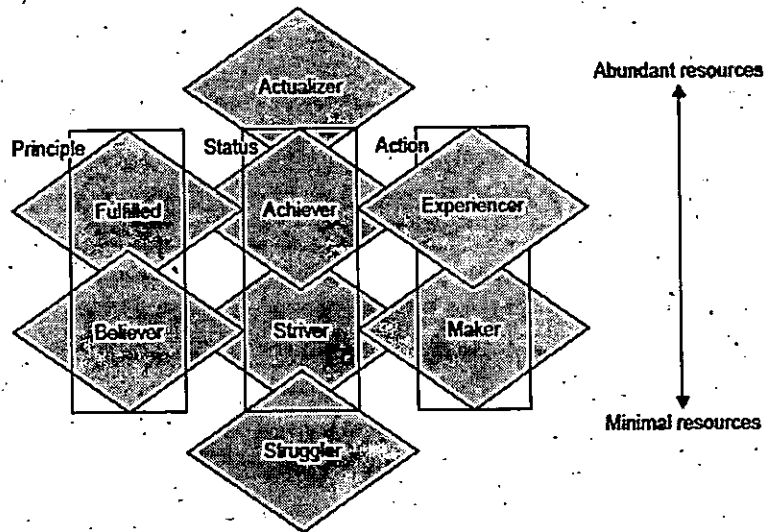 Actualizer
Abundant resources
Principle
Status
Action
Fulfilled
Achiever
Experiencer
Believer
Striver
Maker
Minimal resources
Struggler